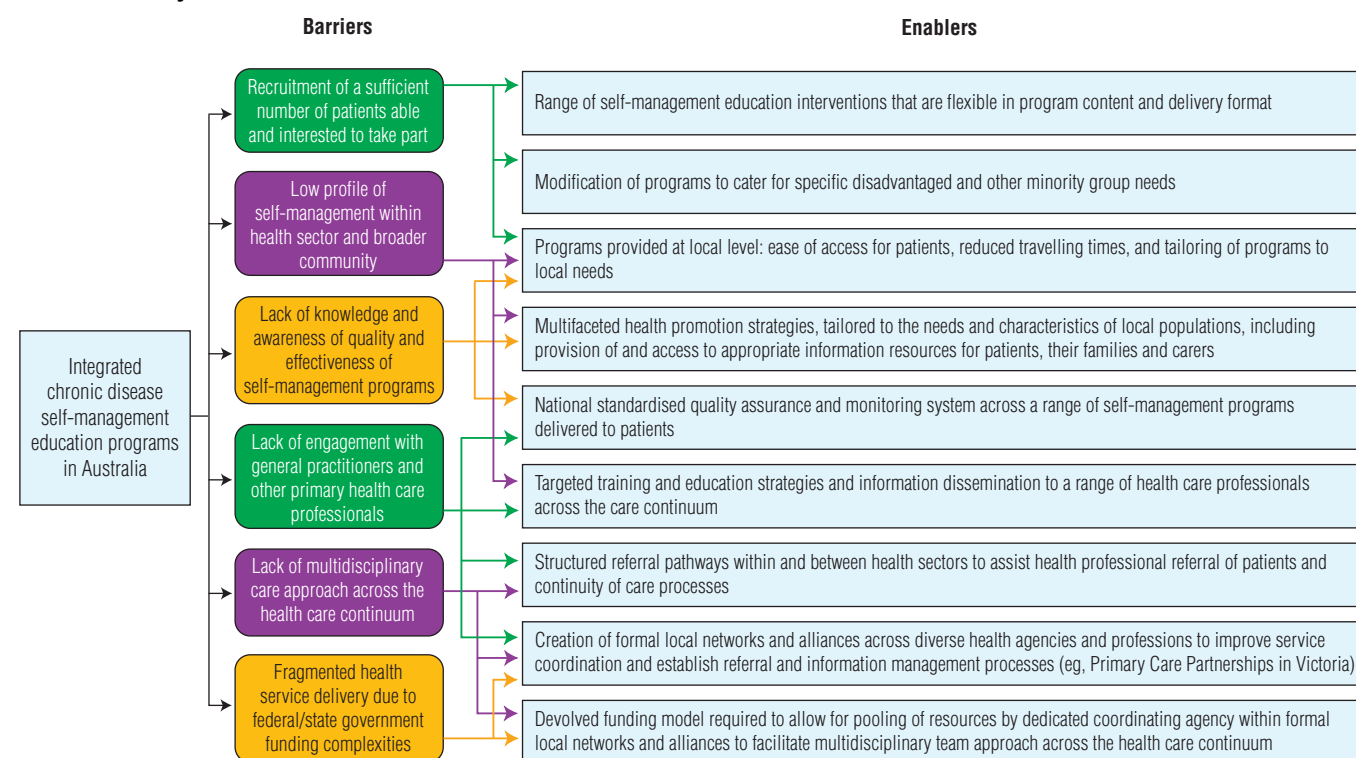 Barriers
Enablers
Integrated
chronic disease
self-management
education programs
in Australia
Recruitment of a sufficient
number of patients able
and interested to take part
Low profile of
self-management within
health sector and broader
community
Lack of knowledge and
awareness of quality and
effectiveness of
self-management programs
Lack of engagement with
general practitioners and
other primary health care
professionals
Lack of multidisciplinary
care approach across the
health care continuum
Fragmented health
service delivery due to
federal/state government
funding complexities
Range of self-management education interventions that are flexible in program content and delivery format
Modification of programs to cater for specific disadvantaged and other minority group needs
Programs provided at local level: ease of access for patients, reduced travelling times, and tailoring of programs to
local needs
Multifaceted health promotion strategies, tailored to the needs and characteristics of local populations, including
provision of and access to appropriate information resources for patients, their families and carers
National standardised quality assurance and monitoring system across a range of self-management programs
delivered to patients
Targeted training and education strategies and information dissemination to a range of health care professionals
across the care continuum
Structured referral pathways within and between health sectors to assist health professional referral of patients and
continuity of care processes
Creation of formal local networks and alliances across diverse health agencies and professions to improve service
coordination and establish referral and information management processes (eg, Primary Care Partnerships in Victoria)
Devolved funding model required to allow for pooling of resources by dedicated coordinating agency within formal
local networks and alliances to facilitate multidisciplinary team approach across the health care continuum